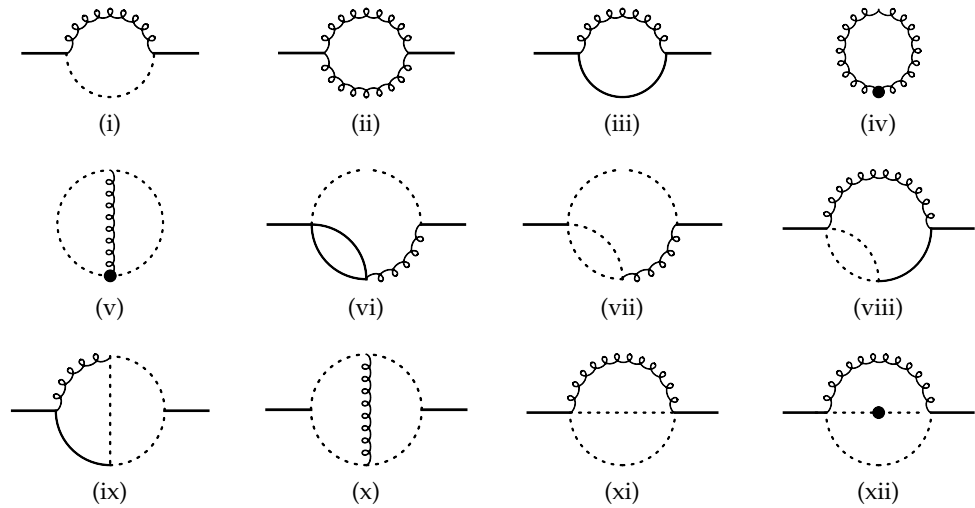 (i) (ii) (iii) (iv)
(v) (vi) (vii) (viii)
(ix) (x) (xi) (xii)